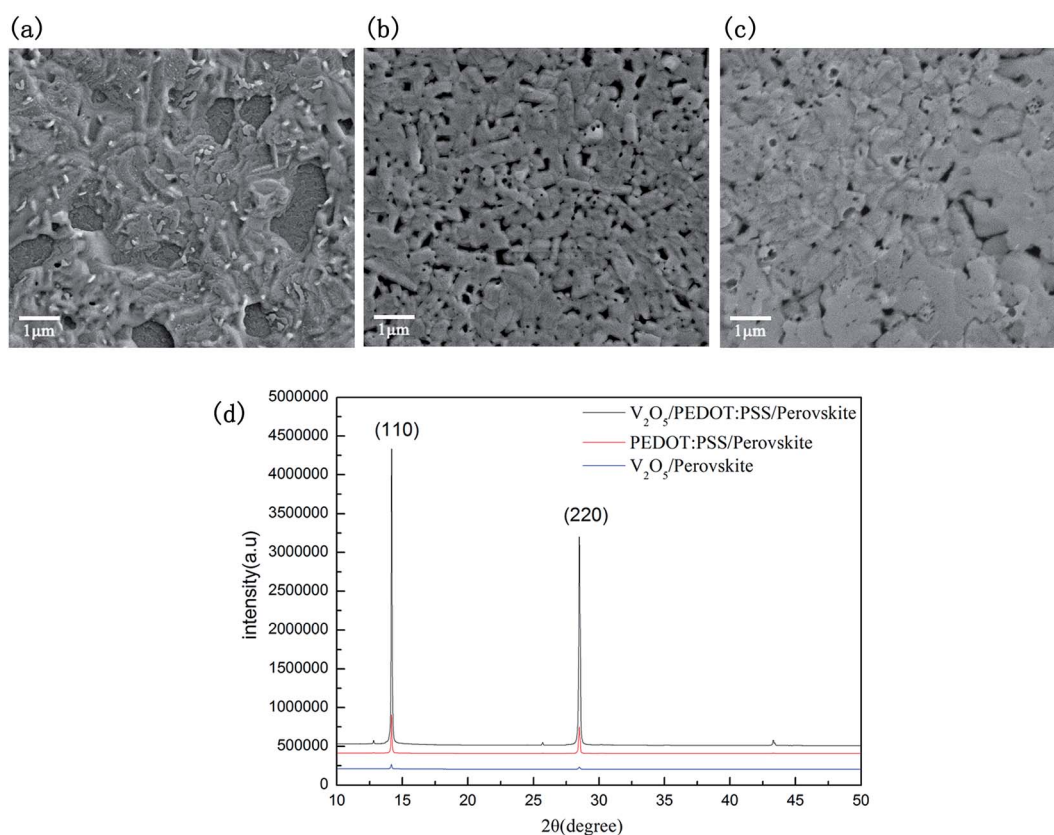 (a)
(b)
(c)
1μm
1μm
1μm
(d)
5000000
4500000
4000000
3500000
3000000
2500000
2000000
1500000
1000000
500000
0
intensity(a.u)
(110)
(220)
V₂O₅/PEDOT:PSS/Perovskite
PEDOT:PSS/Perovskite
V₂O₅/Perovskite
10 15 20 25 30 35 40 45 50
2θ(degree)